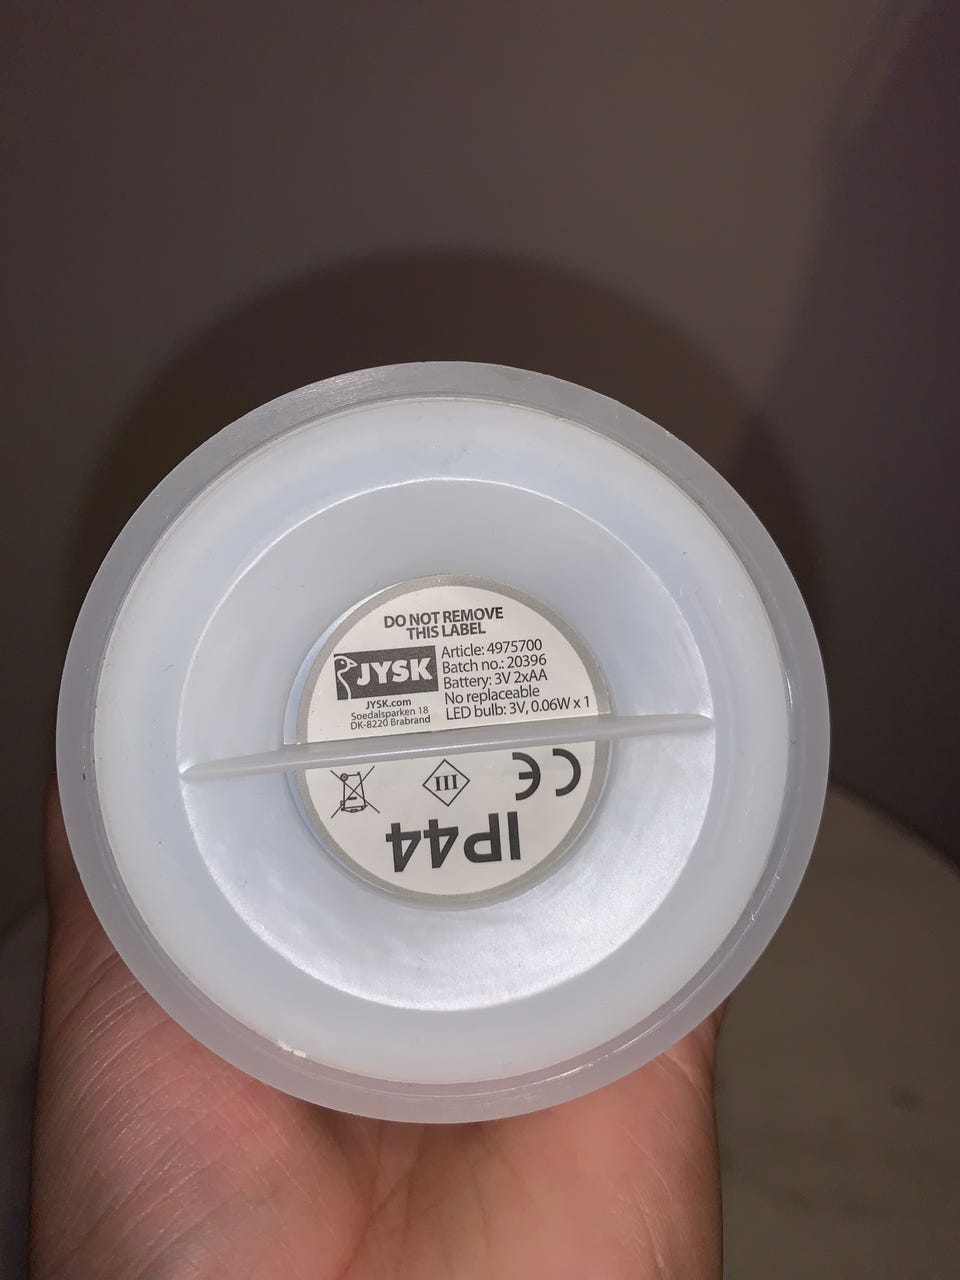 DO NOT REMOVE
THIS LABEL
JYSK
JYSK.com
Soedalsparken 18
DK-8220 Brabrand
Article: 4975700
Batch no.: 20396
Battery: 3V 2xAA
No replaceable
LED bulb: 3V, 0.06W x 1
III
CE
IP44